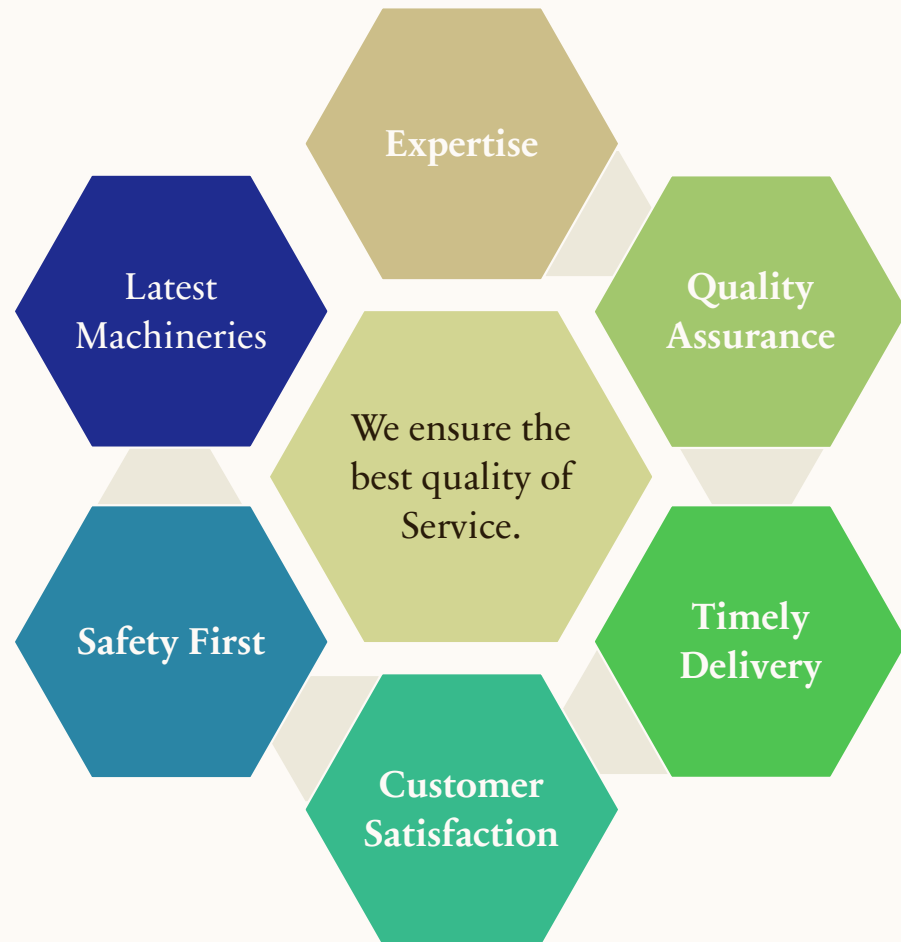 Expertise
Quality
Assurance
Latest
Machineries
We ensure the
best quality of
Service.
Timely
Delivery
Safety First
Customer
Satisfaction